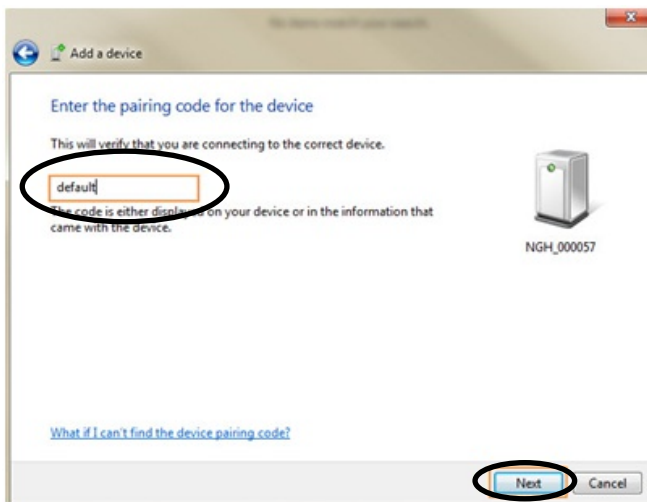 Add a device
Enter the pairing code for the device
This will verify that you are connecting to the correct device.
default
The code is either displayed on your device or in the information that
came with the device.
NGH_000057
What if I can't find the device pairing code?
Next
Cancel